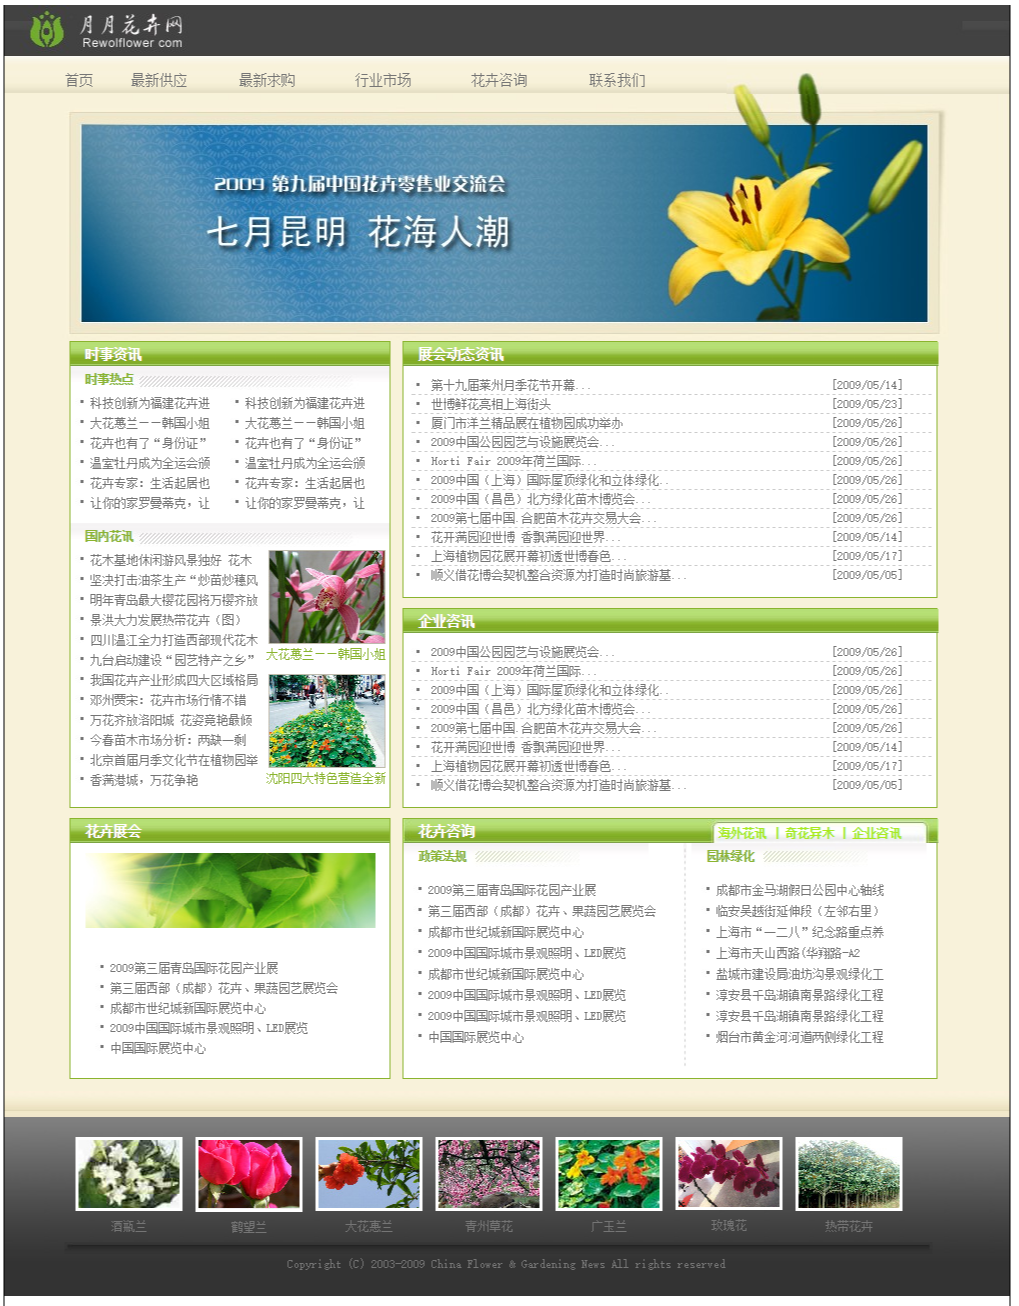 月月花卉网
Rewolflower.com
首页 最新供应 最新求购 行业市场 花卉咨询 联系我们
2009 第九届中国花卉零售业交流会
七月昆明 花海人潮
时事资讯
时事热点
科技创新为福建花卉进 科技创新为福建花卉进
大花蕙兰－－韩国小姐 大花蕙兰－－韩国小姐
花卉也有了“身份证” 花卉也有了“身份证”
温室牡丹成为全运会颁 温室牡丹成为全运会颁
花卉专家：生活起居也 花卉专家：生活起居也
让你的家罗曼蒂克，让 让你的家罗曼蒂克，让
国内花讯
花木基地休闲游风景独好 花木
坚决打击油茶生产“炒苗炒穗风
明年青岛最大樱花园将万樱齐放
景洪大力发展热带花卉（图）
四川温江全力打造西部现代花木
九台启动建设“园艺特产之乡”
我国花卉产业形成四大区域格局
邓州贾宋：花卉市场行情不错
万花齐放洛阳城 花姿竞艳最倾
今春苗木市场分析：两缺一剩
北京首届月季文化节在植物园举
香满港城，万花争艳
大花蕙兰－－韩国小姐
沈阳四大特色营造全新
展会动态资讯
第十九届莱州月季花节开幕... [2009/05/14]
世博鲜花亮相上海街头 [2009/05/23]
厦门市洋兰精品展在植物园成功举办 [2009/05/26]
2009中国公园园艺与设施展览会... [2009/05/26]
Horti Fair 2009年荷兰国际... [2009/05/26]
2009中国（上海）国际屋顶绿化和立体绿化.. [2009/05/26]
2009中国（昌邑）北方绿化苗木博览会... [2009/05/26]
2009第七届中国.合肥苗木花卉交易大会... [2009/05/26]
花开满园迎世博 香飘满园迎世界... [2009/05/14]
上海植物园花展开幕初透世博春色... [2009/05/17]
顺义借花博会契机整合资源为打造时尚旅游基... [2009/05/05]
企业咨讯
2009中国公园园艺与设施展览会... [2009/05/26]
Horti Fair 2009年荷兰国际... [2009/05/26]
2009中国（上海）国际屋顶绿化和立体绿化.. [2009/05/26]
2009中国（昌邑）北方绿化苗木博览会... [2009/05/26]
2009第七届中国.合肥苗木花卉交易大会... [2009/05/26]
花开满园迎世博 香飘满园迎世界... [2009/05/14]
上海植物园花展开幕初透世博春色... [2009/05/17]
顺义借花博会契机整合资源为打造时尚旅游基... [2009/05/05]
花卉展会
2009第三届青岛国际花园产业展
第三届西部（成都）花卉、果蔬园艺展览会
成都市世纪城新国际展览中心
2009中国国际城市景观照明、LED展览
中国国际展览中心
花卉咨询
海外花讯 | 奇花异木 | 企业咨讯
政策法规
2009第三届青岛国际花园产业展
第三届西部（成都）花卉、果蔬园艺展览会
成都市世纪城新国际展览中心
2009中国国际城市景观照明、LED展览
成都市世纪城新国际展览中心
2009中国国际城市景观照明、LED展览
2009中国国际城市景观照明、LED展览
中国国际展览中心
园林绿化
成都市金马湖假日公园中心轴线
临安吴越街延伸段（左邻右里）
上海市“一二八”纪念路重点养
上海市天山西路(华翔路-A2
盐城市建设局油坊沟景观绿化工
淳安县千岛湖镇南景路绿化工程
淳安县千岛湖镇南景路绿化工程
烟台市黄金河河道两侧绿化工程
酒瓶兰 鹤望兰 大花惠兰 青州草花 广玉兰 玫瑰花 热带花卉
Copyright (C) 2003-2009 China Flower & Gardening News All rights reserved